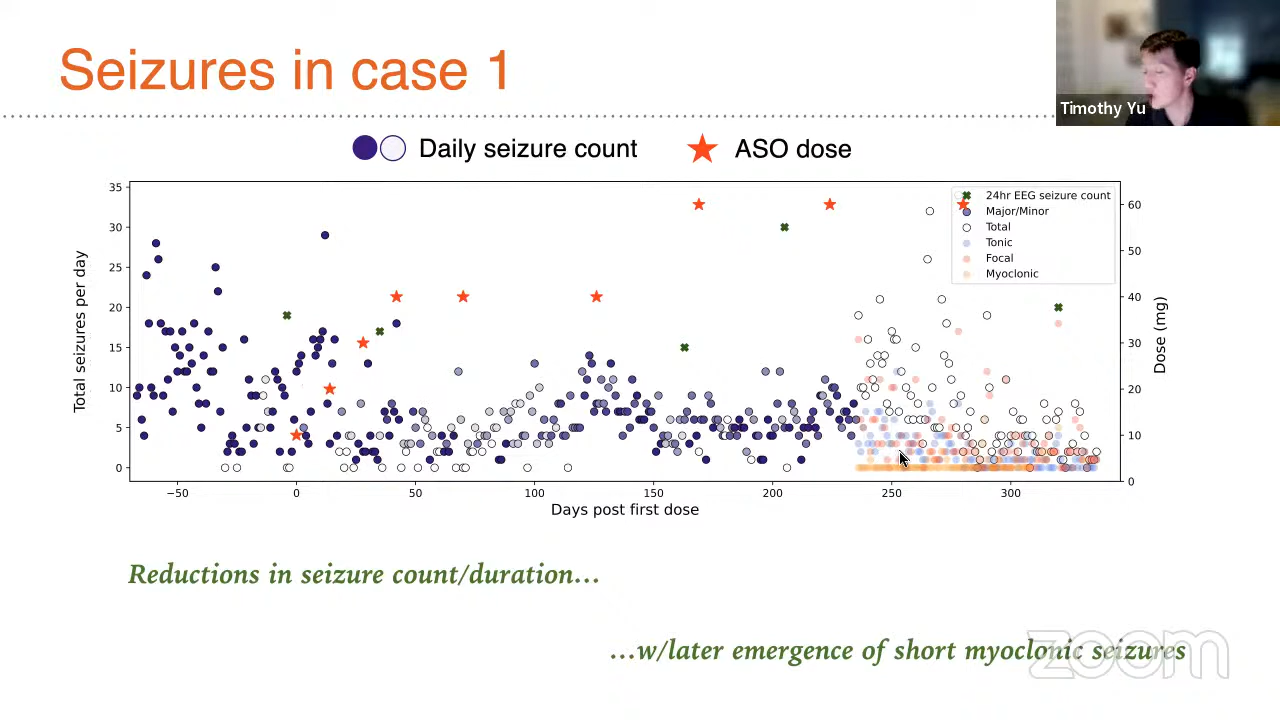 Seizures in case 1
Timothy Yu
Daily seizure count
ASO dose
35
30
25
20
15
10
5
0
Total seizures per day
60
50
40
30
20
10
0
Dose (mg)
24hr EEG seizure count
Major/Minor
Total
Tonic
Focal
Myoclonic
−50
0
50
100
150
200
250
300
Days post first dose
Reductions in seizure count/duration...
...w/later emergence of short myoclonic seizures
zoom